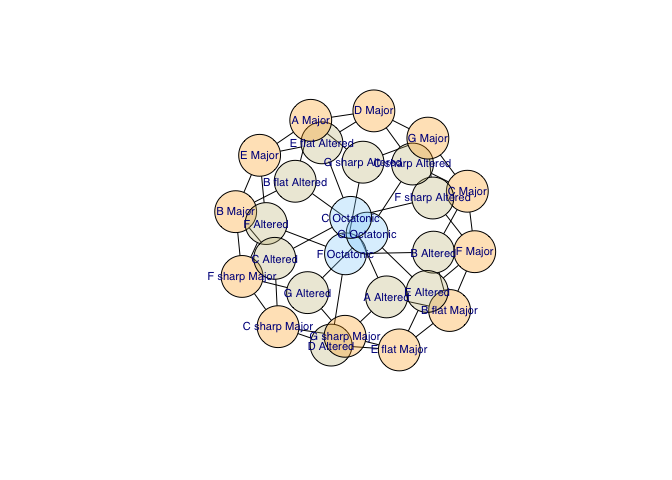 D Major
A Major
G Major
E flat Altered
E Major
G sharp Altered
C sharp Altered
B flat Altered
C Major
F sharp Altered
B Major
C Octatonic
F Altered
G Octatonic
F Major
B Altered
F Octatonic
C Altered
F sharp Major
E Altered
G Altered
A Altered
B flat Major
C sharp Major
G sharp Major
D Altered
E flat Major